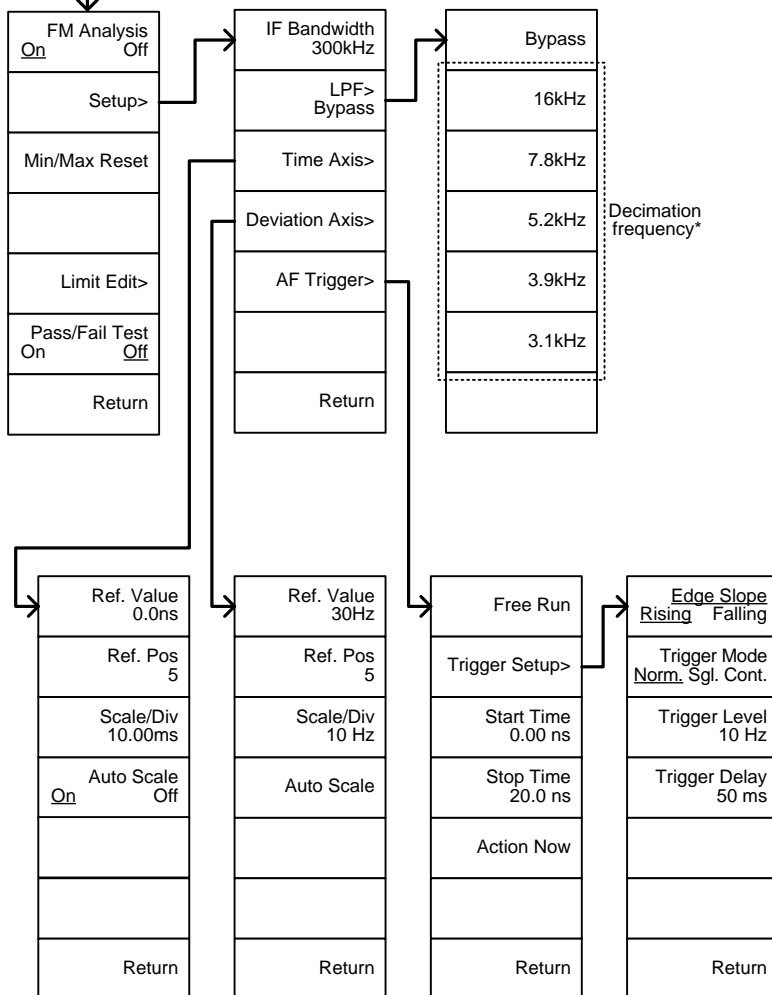 FM Analysis
On Off
Setup>
Min/Max Reset
Limit Edit>
Pass/Fail Test
On Off
Return
IF Bandwidth
300kHz
LPF>
Bypass
Time Axis>
Deviation Axis>
AF Trigger>
Return
Bypass
16kHz
7.8kHz
5.2kHz
3.9kHz
3.1kHz
Decimation
frequency*
Ref. Value
0.0ns
Ref. Pos
5
Scale/Div
10.00ms
Auto Scale
On Off
Return
Ref. Value
30Hz
Ref. Pos
5
Scale/Div
10 Hz
Auto Scale
Return
Free Run
Trigger Setup>
Start Time
0.00 ns
Stop Time
20.0 ns
Action Now
Return
Edge Slope
Rising Falling
Trigger Mode
Norm. Sgl. Cont.
Trigger Level
10 Hz
Trigger Delay
50 ms
Return